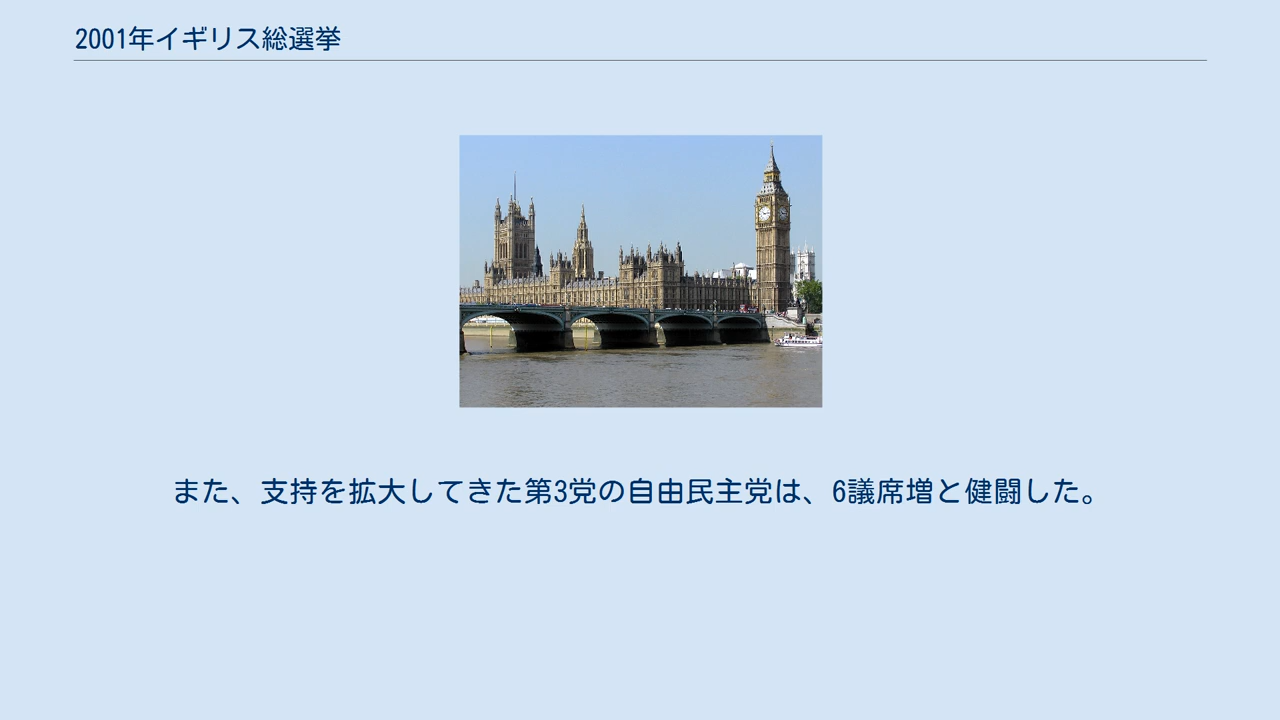 2001年イギリス総選挙
また、支持を拡大してきた第3党の自由民主党は、6議席増と健闘した。